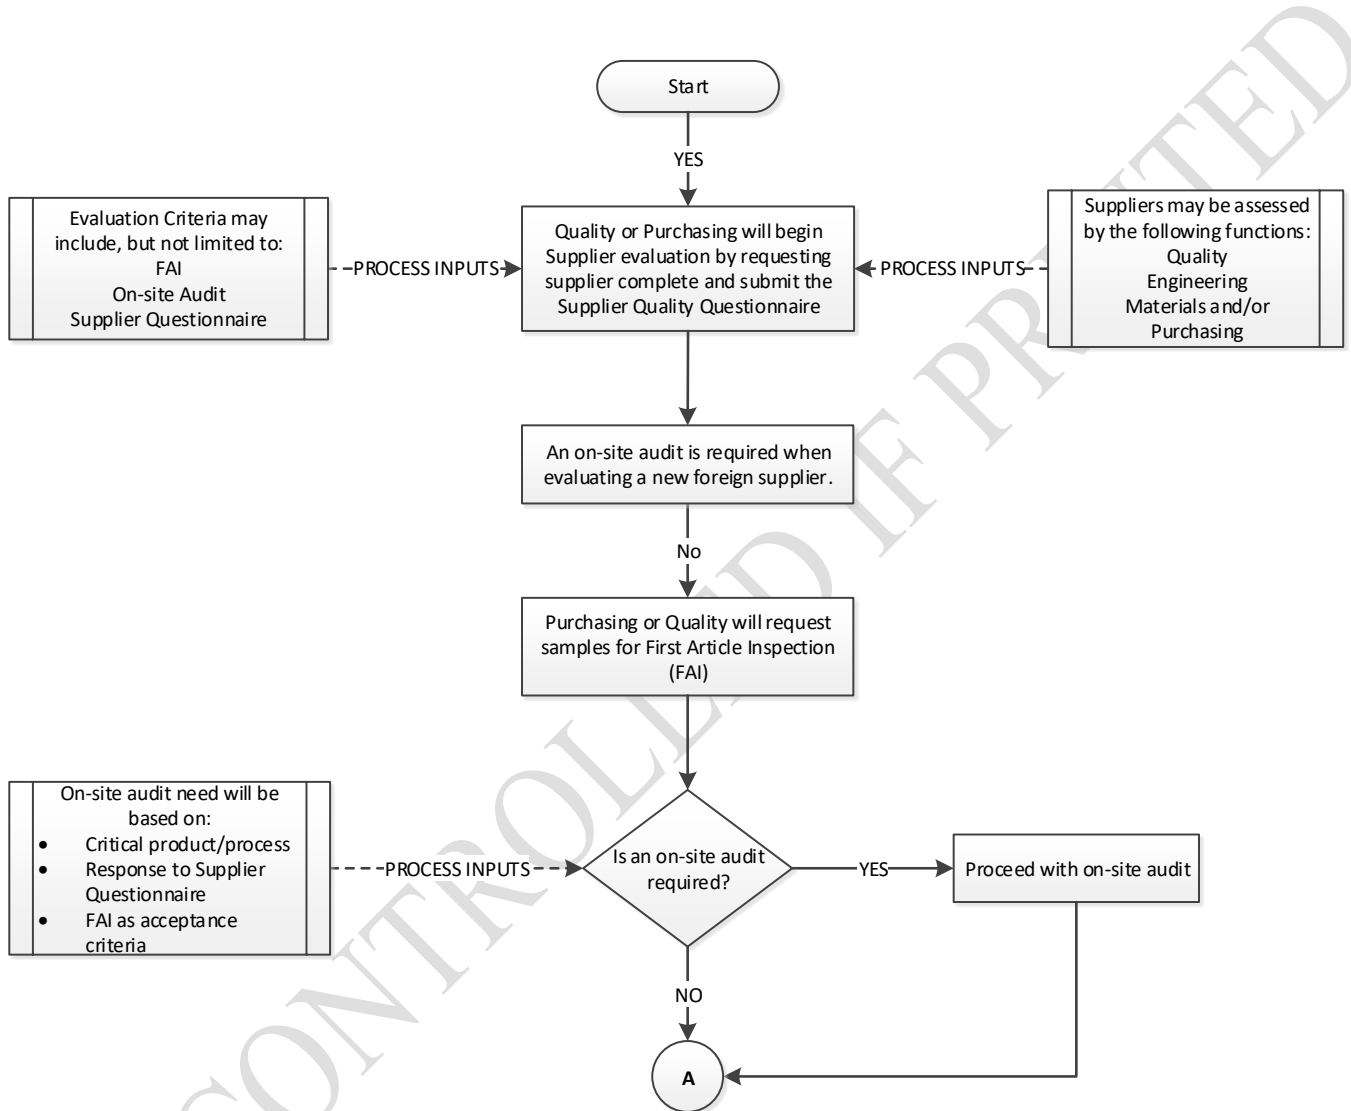 Start
YES
Evaluation Criteria may
include, but not limited to:
FAI
On-site Audit
Supplier Questionnaire
PROCESS INPUTS
Quality or Purchasing will begin
Supplier evaluation by requesting
supplier complete and submit the
Supplier Quality Questionnaire
PROCESS INPUTS
Suppliers may be assessed
by the following functions:
Quality
Engineering
Materials and/or
Purchasing
An on-site audit is required when
evaluating a new foreign supplier.
No
Purchasing or Quality will request
samples for First Article Inspection
(FAI)
On-site audit need will be
based on:
• Critical product/process
• Response to Supplier
Questionnaire
• FAI as acceptance
criteria
PROCESS INPUTS
Is an on-site audit
required?
YES
Proceed with on-site audit
NO
A
CONTROLLED IF PRINTED